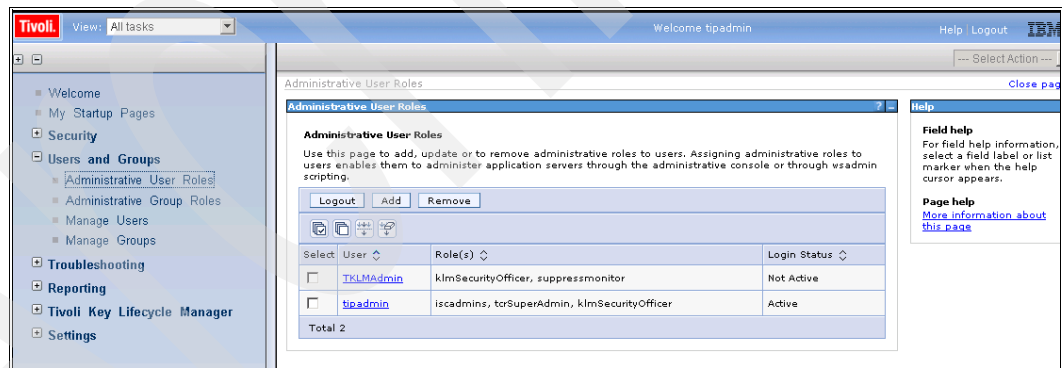 Tivoli. View: All tasks Welcome tipadmin Help Logout IBM
--- Select Action ---
Welcome
My Startup Pages
Security
Users and Groups
Administrative User Roles
Administrative Group Roles
Manage Users
Manage Groups
Troubleshooting
Reporting
Tivoli Key Lifecycle Manager
Settings
Administrative User Roles
Close pag
Administrative User Roles ? -
Administrative User Roles
Use this page to add, update or to remove administrative roles to users. Assigning administrative roles to
users enables them to administer application servers through the administrative console or through wsadmin
scripting.
Logout Add Remove
Select User Role(s) Login Status
TKLMAdmin klmSecurityOfficer, suppressmonitor Not Active
tipadmin iscadmins, tcrSuperAdmin, klmSecurityOfficer Active
Total 2
Help
Field help
For field help information,
select a field label or list
marker when the help
cursor appears.
Page help
More information about
this page